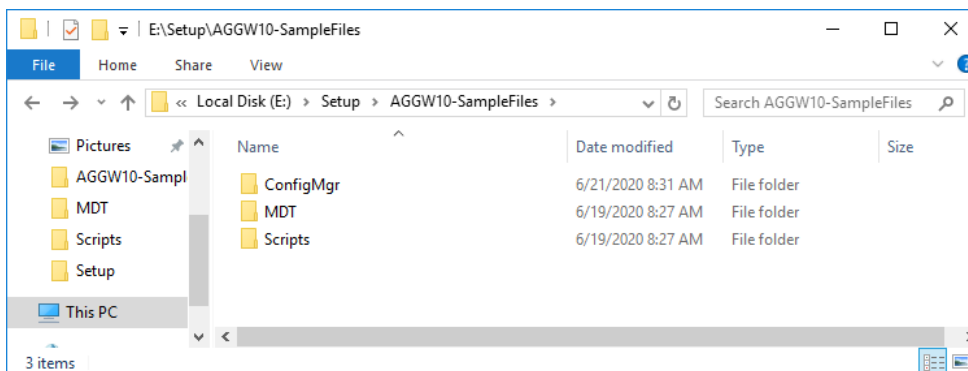 E:\Setup\AGGW10-SampleFiles
File Home Share View
« Local Disk (E:) > Setup > AGGW10-SampleFiles > Search AGGW10-SampleFiles
Pictures
AGGW10-Sampl
MDT
Scripts
Setup
This PC
Name Date modified Type Size
ConfigMgr 6/21/2020 8:31 AM File folder
MDT 6/19/2020 8:27 AM File folder
Scripts 6/19/2020 8:27 AM File folder
3 items